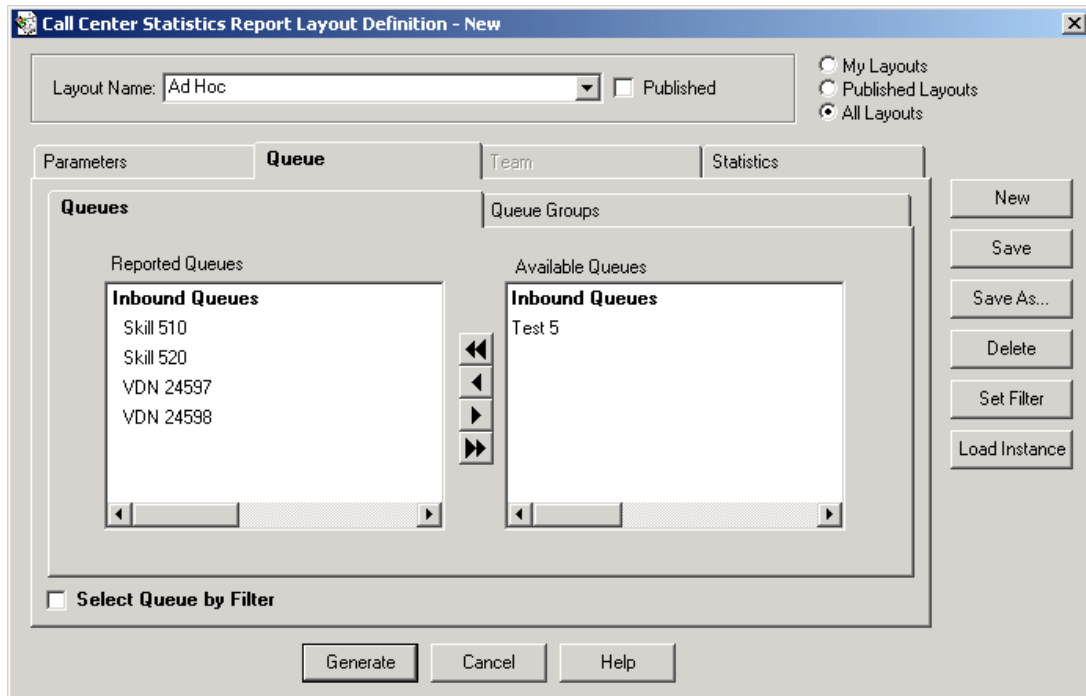 Call Center Statistics Report Layout Definition - New
Layout Name: Ad Hoc
Published
My Layouts
Published Layouts
All Layouts
Parameters
Queue
Team
Statistics
Queues
Queue Groups
Reported Queues
Inbound Queues
Skill 510
Skill 520
VDN 24597
VDN 24598
Available Queues
Inbound Queues
Test 5
Select Queue by Filter
New
Save
Save As...
Delete
Set Filter
Load Instance
Generate
Cancel
Help